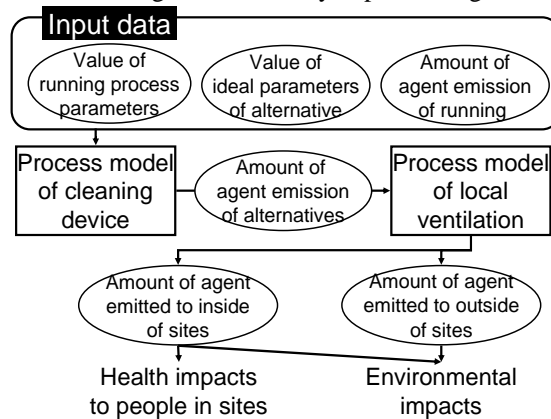 Input data
Value of
running process
parameters
Value of
ideal parameters
of alternative
Amount of
agent emission
of running
Process model
of cleaning
device
Amount of
agent emission
of alternatives
Process model
of local
ventilation
Amount of agent
emitted to inside
of sites
Amount of agent
emitted to outside
of sites
Health impacts
to people in sites
Environmental
impacts